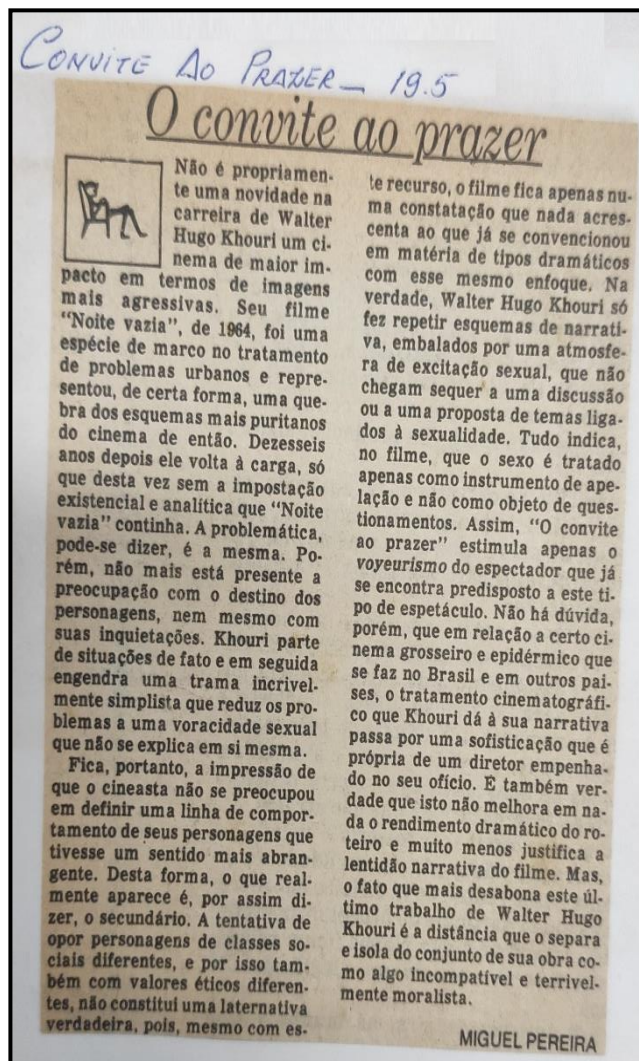 CONVITE AO PRAZER _ 19.5
O convite ao prazer
Não é propriamen-
te uma novidade na
carreira de Walter
Hugo Khouri um ci-
nema de maior im-
pacto em termos de imagens
mais agressivas. Seu filme
"Noite vazia", de 1964, foi uma
espécie de marco no tratamento
de problemas urbanos e repre-
sentou, de certa forma, uma que-
bra dos esquemas mais puritanos
do cinema de então. Dezesseis
anos depois ele volta à carga, só
que desta vez sem a impostação
existencial e analítica que "Noite
vazia" continha. A problemática,
pode-se dizer, é a mesma. Po-
rém, não mais está presente a
preocupação com o destino dos
personagens, nem mesmo com
suas inquietações. Khouri parte
de situações de fato e em seguida
engendra uma trama incrivel-
mente simplista que reduz os pro-
blemas a uma voracidade sexual
que não se explica em si mesma.
Fica, portanto, a impressão de
que o cineasta não se preocupou
em definir uma linha de compor-
tamento de seus personagens que
tivesse um sentido mais abran-
gente. Desta forma, o que real-
mente aparece é, por assim di-
zer, o secundário. A tentativa de
opor personagens de classes so-
ciais diferentes, e por isso tam-
bém com valores éticos diferen-
tes, não constitui uma laternativa
verdadeira, pois, mesmo com es-
te recurso, o filme fica apenas nu-
ma constatação que nada acres-
centa ao que já se convencionou
em matéria de tipos dramáticos
com esse mesmo enfoque. Na
verdade, Walter Hugo Khouri só
fez repetir esquemas de narrati-
va, embalados por uma atmosfe-
ra de excitação sexual, que não
chegam sequer a uma discussão
ou a uma proposta de temas liga-
dos à sexualidade. Tudo indica,
no filme, que o sexo é tratado
apenas como instrumento de ape-
lação e não como objeto de ques-
tionamentos. Assim, "O convite
ao prazer" estimula apenas o
voyeurismo do espectador que já
se encontra predisposto a este ti-
po de espetáculo. Não há dúvida,
porém, que em relação a certo ci-
nema grosseiro e epidérmico que
se faz no Brasil e em outros pai-
ses, o tratamento cinematográfi-
co que Khouri dá à sua narrativa
passa por uma sofisticação que é
própria de um diretor empenha-
do no seu ofício. E também ver-
dade que isto não melhora em na-
da o rendimento dramático do ro-
teiro e muito menos justifica a
lentidão narrativa do filme. Mas,
o fato que mais desabona este úl-
timo trabalho de Walter Hugo
Khouri é a distância que o separa
e isola do conjunto de sua obra co-
mo algo incompatível e terrivel-
mente moralista.
MIGUEL PEREIRA